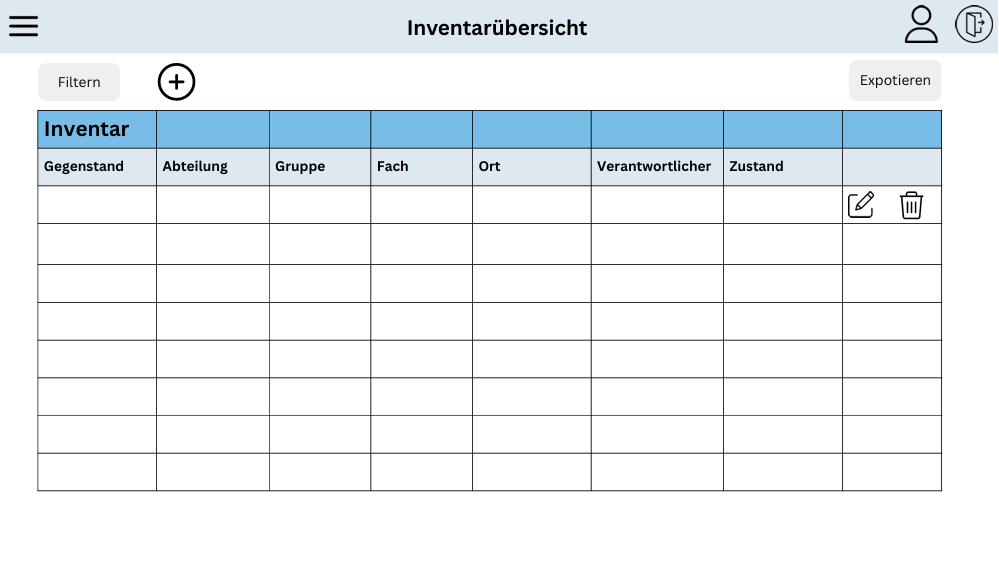 Inventarübersicht
Filtern
Expotieren
Inventar
Gegenstand Abteilung Gruppe Fach Ort Verantwortlicher Zustand